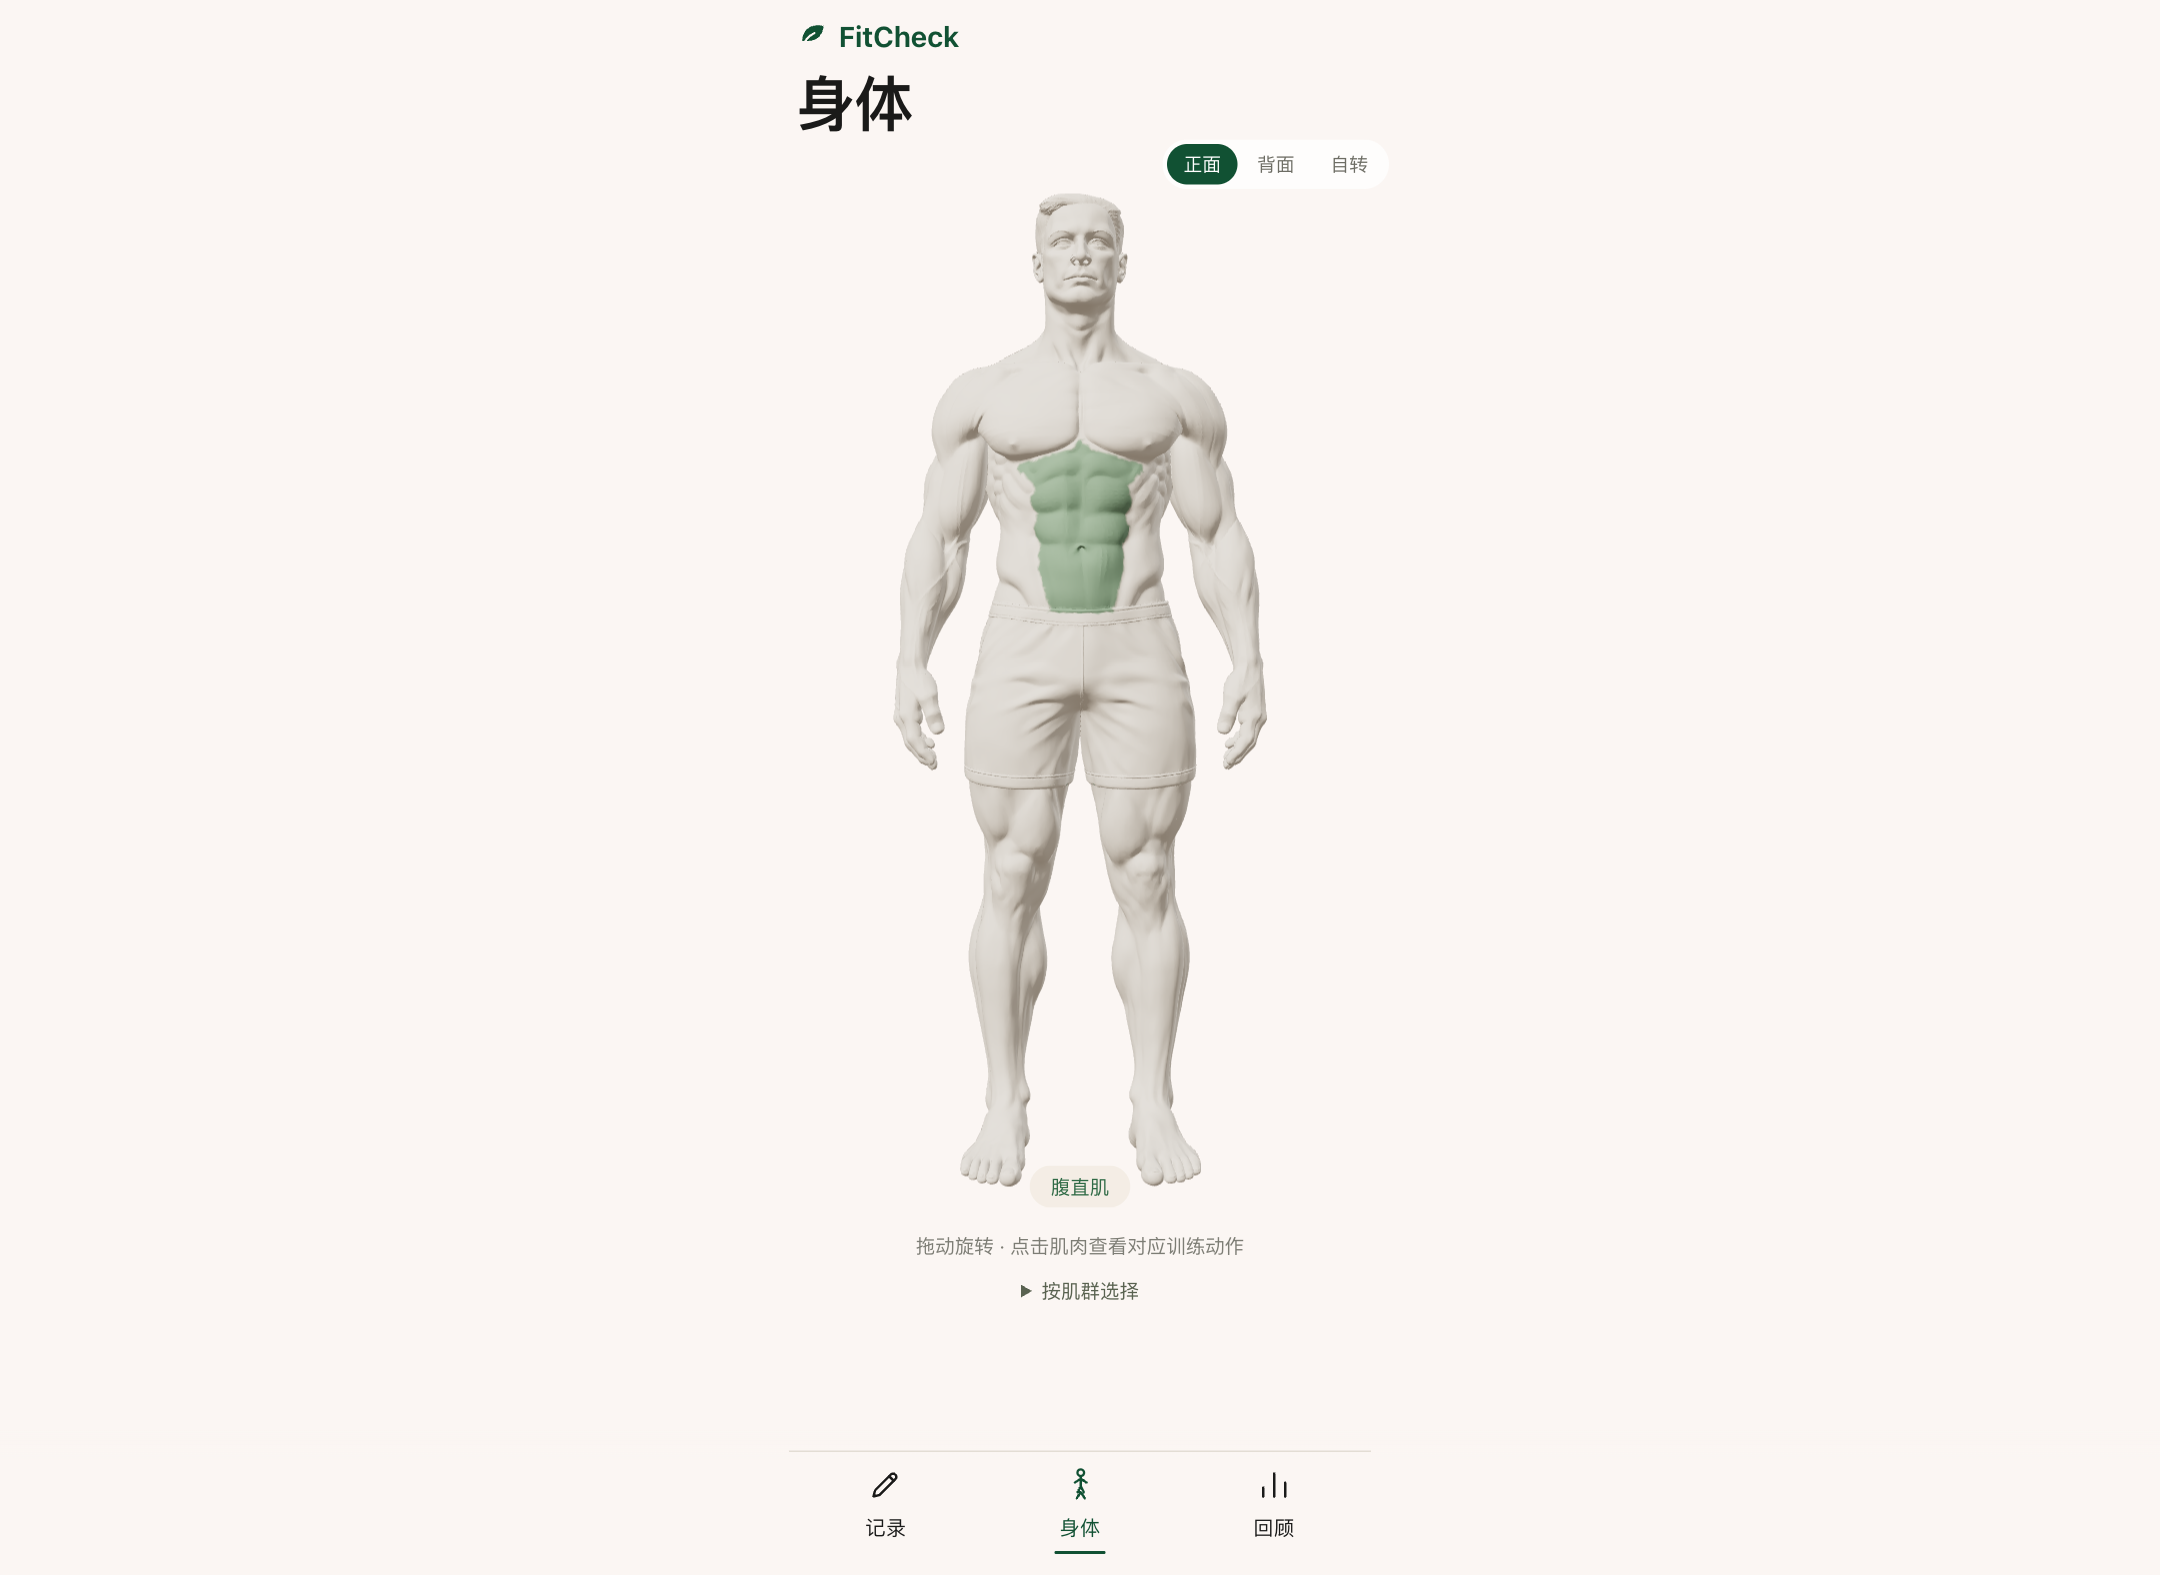 FitCheck
身体
正面 背面 自转
腹直肌
拖动旋转 · 点击肌肉查看对应训练动作
▶ 按肌群选择
记录 身体 回顾